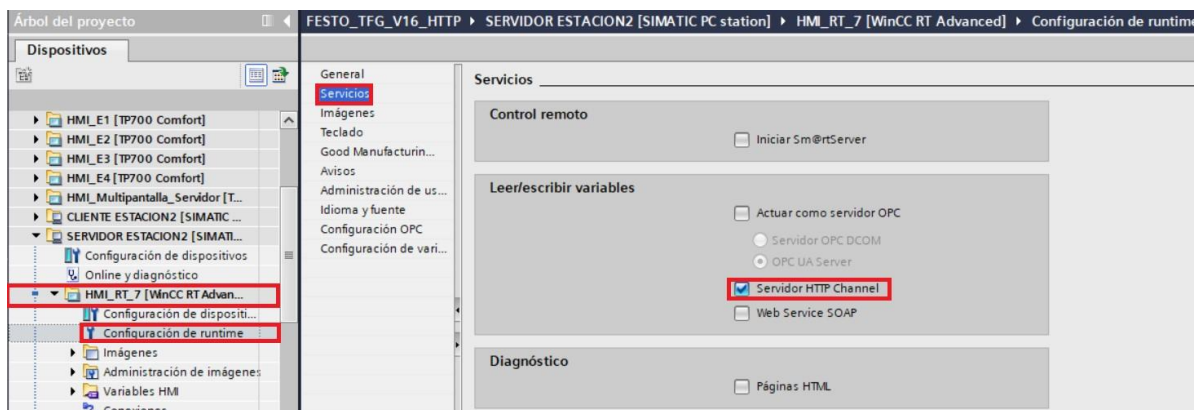 Árbol del proyecto
FESTO_TFG_V16_HTTP ▸ SERVIDOR ESTACION2 [SIMATIC PC station] ▸ HMI_RT_7 [WinCC RT Advanced] ▸ Configuración de runtime
Dispositivos
HMI_E1 [TP700 Comfort]
HMI_E2 [TP700 Comfort]
HMI_E3 [TP700 Comfort]
HMI_E4 [TP700 Comfort]
HMI_Multipantalla_Servidor [T...
CLIENTE ESTACION2 [SIMATIC ...
SERVIDOR ESTACION2 [SIMATI...
Configuración de dispositivos
Online y diagnóstico
HMI_RT_7 [WinCC RT Advan...
Configuración de dispositi...
Configuración de runtime
Imágenes
Administración de imágenes
Variables HMI
Conexiones
General
Servicios
Imágenes
Teclado
Good Manufacturin...
Avisos
Administración de us...
Idioma y fuente
Configuración OPC
Configuración de vari...
Servicios
Control remoto
Iniciar Sm@rtServer
Leer/escribir variables
Actuar como servidor OPC
Servidor OPC DCOM
OPC UA Server
Servidor HTTP Channel
Web Service SOAP
Diagnóstico
Páginas HTML